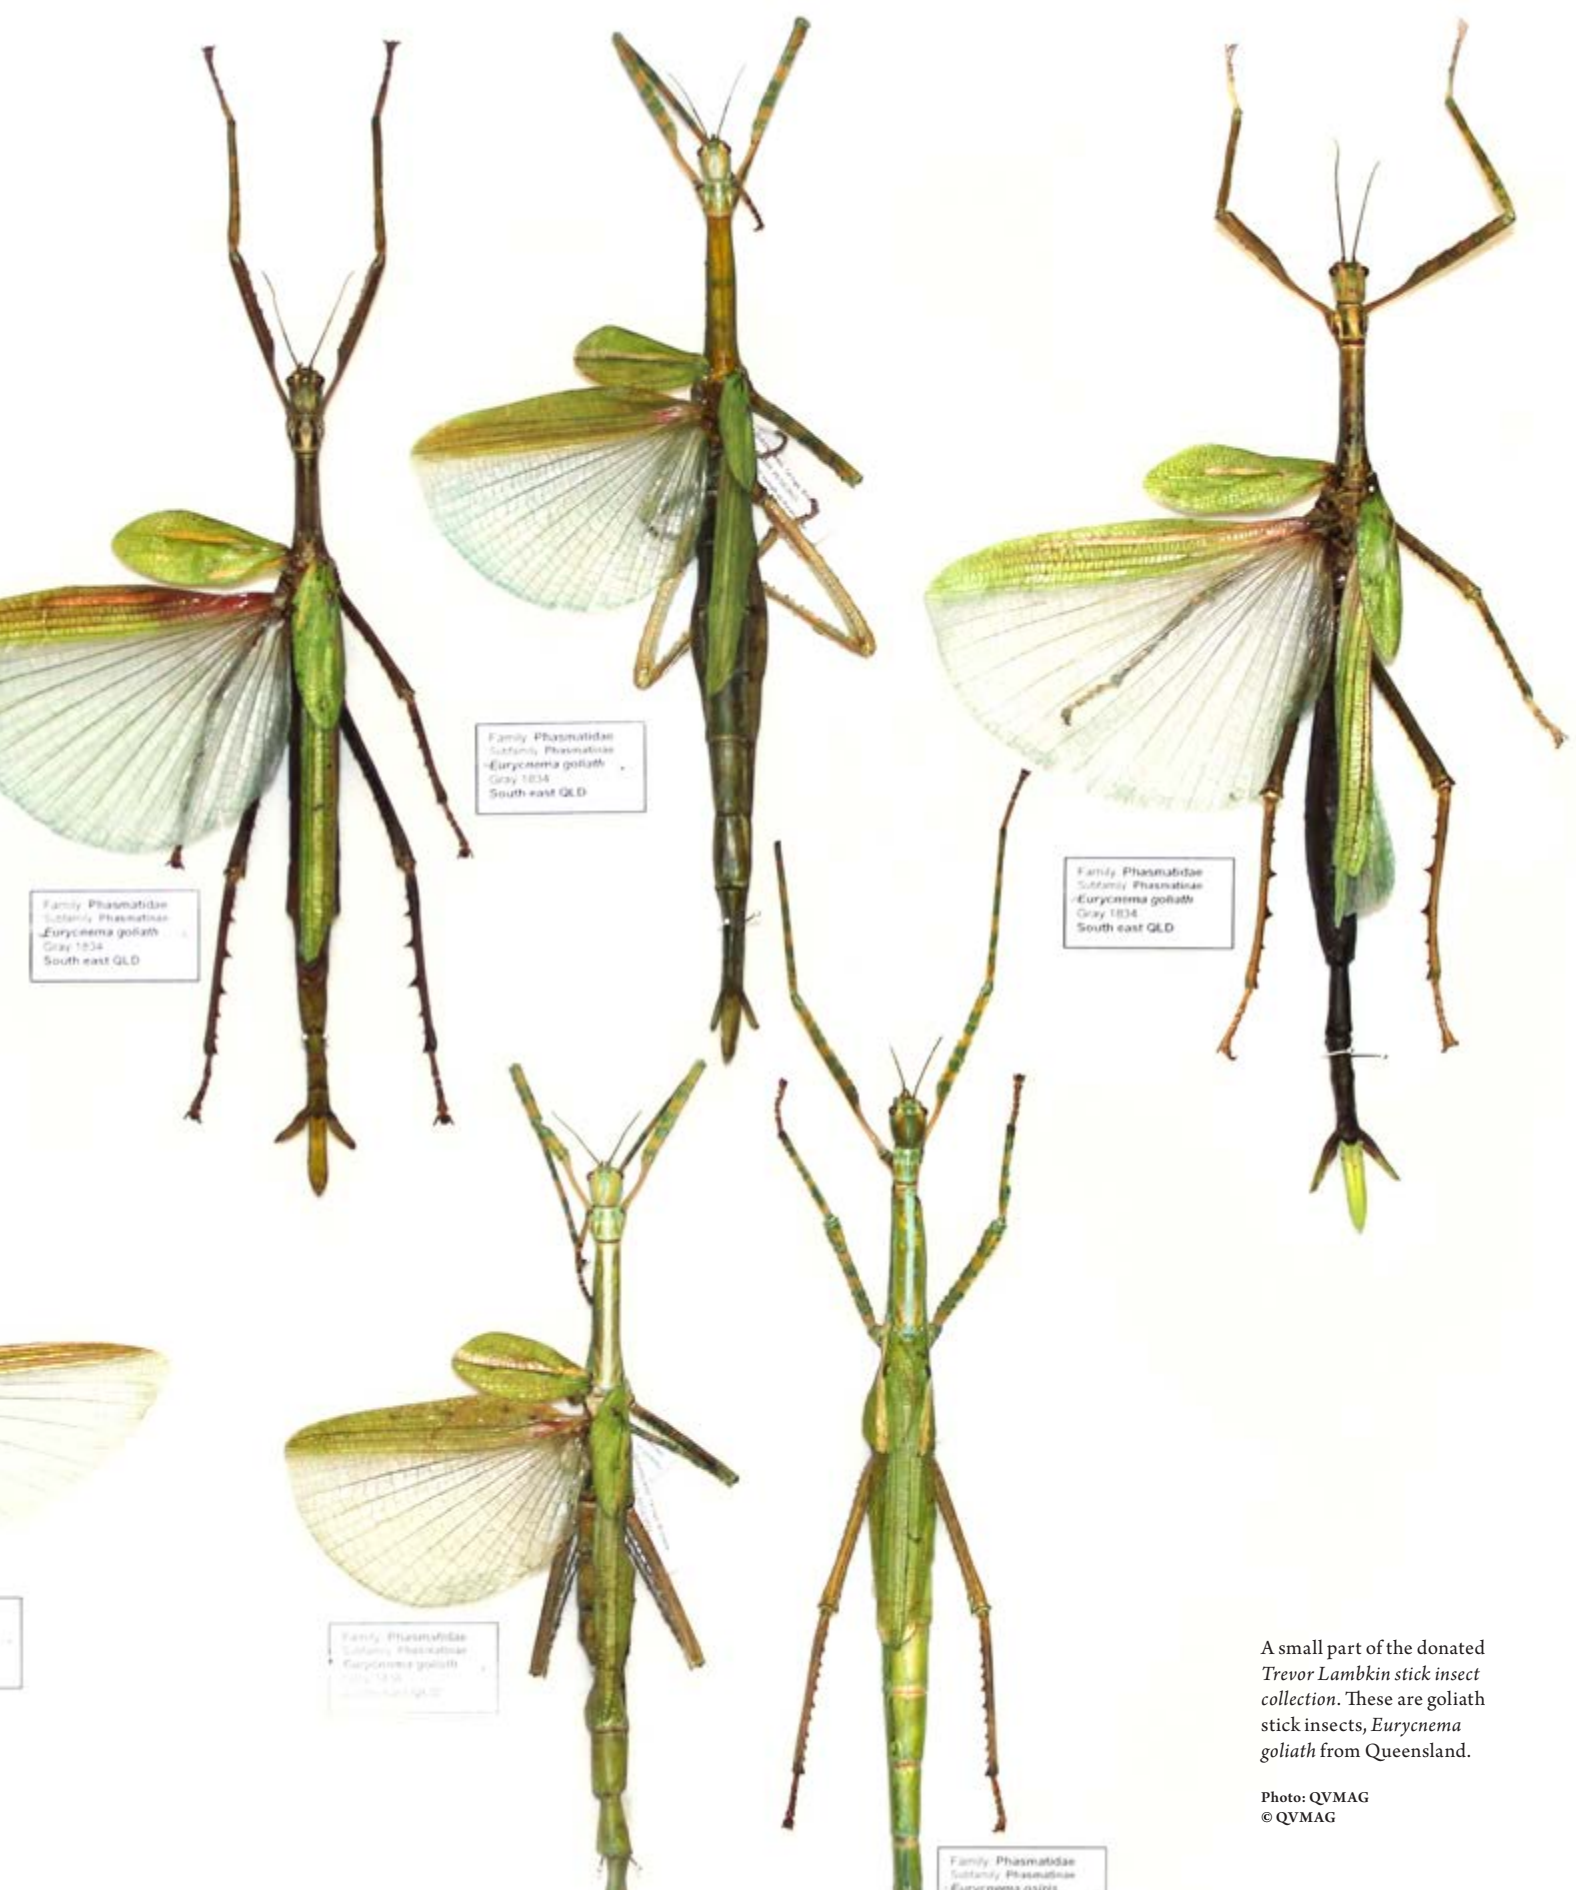 Family: Phasmatidae
Subfamily: Phasmatinae
Eurycnema goliath
Gray 1834
South east QLD
Family: Phasmatidae
Subfamily: Phasmatinae
Eurycnema goliath
Gray 1834
South east QLD
Family: Phasmatidae
Subfamily: Phasmatinae
Eurycnema goliath
Gray 1834
South east QLD
Family: Phasmatidae
Subfamily: Phasmatinae
Eurycnema goliath
A small part of the donated
Trevor Lambkin stick insect
collection. These are goliath
stick insects, Eurycnema
goliath from Queensland.
Photo: QVMAG
© QVMAG
Family: Phasmatidae
Subfamily: Phasmatinae
Eurycnema osiris